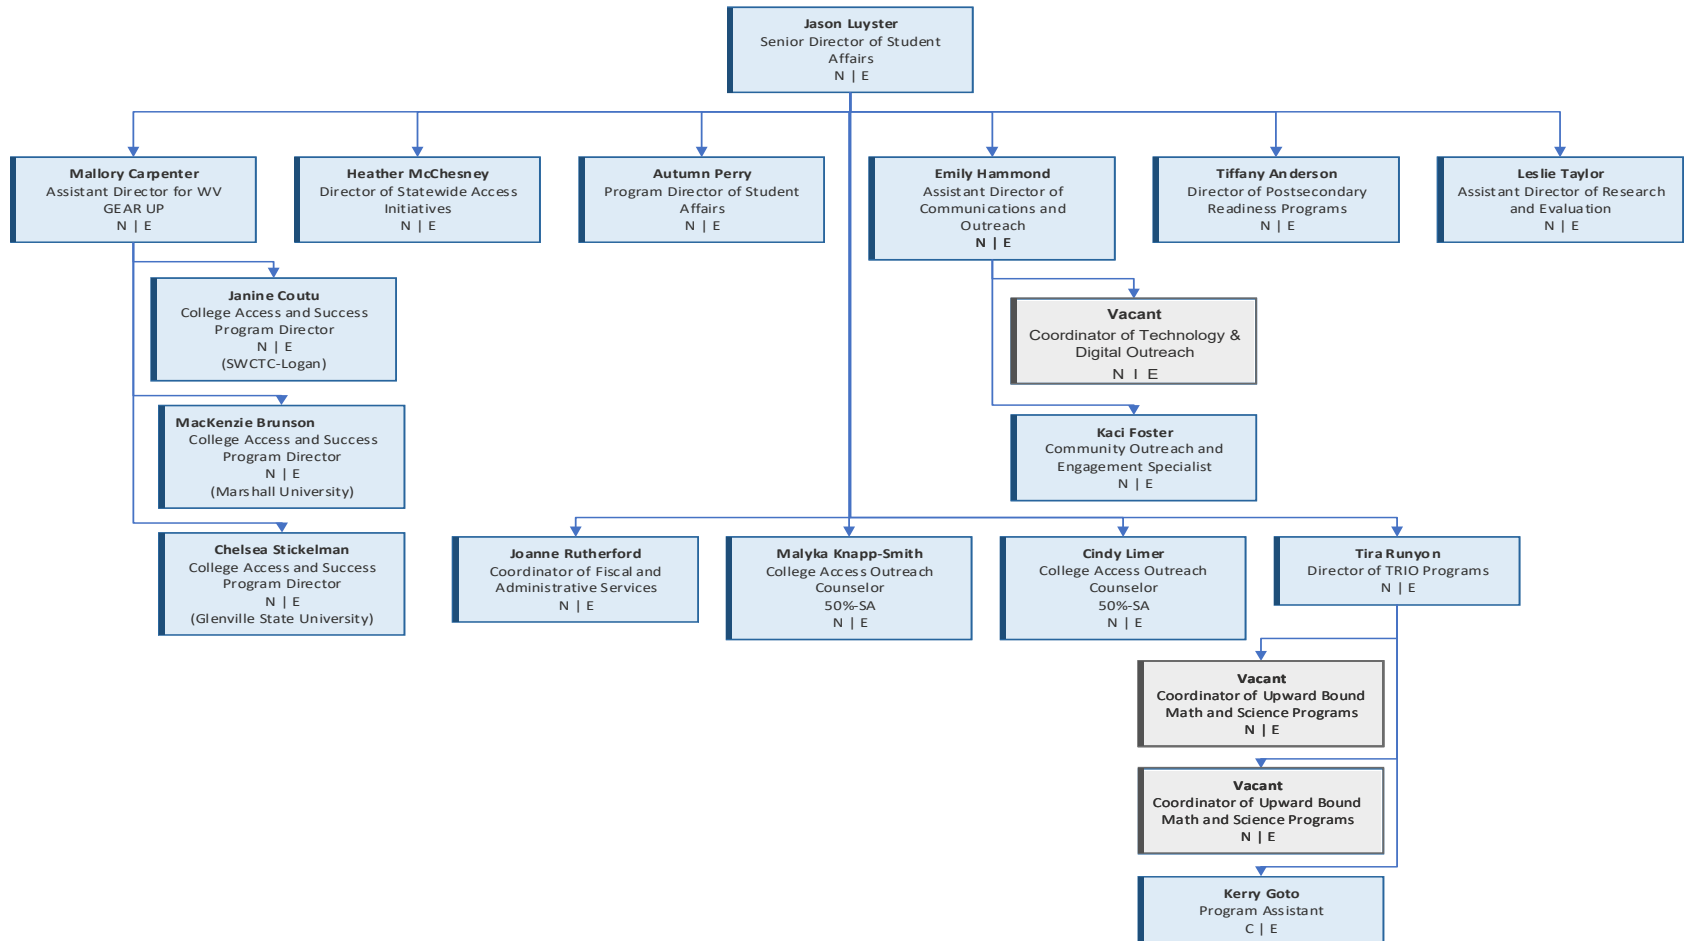 Jason Luyster
Senior Director of Student
Affairs
N | E
Mallory Carpenter
Assistant Director for WV
GEAR UP
N | E
Heather McChesney
Director of Statewide Access
Initiatives
N | E
Autumn Perry
Program Director of Student
Affairs
N | E
Emily Hammond
Assistant Director of
Communications and
Outreach
N | E
Tiffany Anderson
Director of Postsecondary
Readiness Programs
N | E
Leslie Taylor
Assistant Director of Research
and Evaluation
N | E
Janine Coutu
College Access and Success
Program Director
N | E
(SWCTC-Logan)
MacKenzie Brunson
College Access and Success
Program Director
N | E
(Marshall University)
Chelsea Stickelman
College Access and Success
Program Director
N | E
(Glenville State University)
Vacant
Coordinator of Technology &
Digital Outreach
N I E
Kaci Foster
Community Outreach and
Engagement Specialist
N | E
Joanne Rutherford
Coordinator of Fiscal and
Administrative Services
N | E
Malyka Knapp-Smith
College Access Outreach
Counselor
50%-SA
N | E
Cindy Limer
College Access Outreach
Counselor
50%-SA
N | E
Tira Runyon
Director of TRIO Programs
N | E
Vacant
Coordinator of Upward Bound
Math and Science Programs
N | E
Vacant
Coordinator of Upward Bound
Math and Science Programs
N | E
Kerry Goto
Program Assistant
C | E